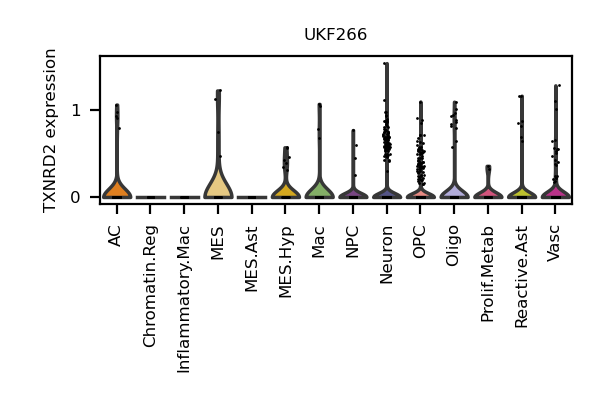 UKF266
TXNRD2 expression
1
0
AC
Chromatin.Reg
Inflammatory.Mac
MES
MES.Ast
MES.Hyp
Mac
NPC
Neuron
OPC
Oligo
Prolif.Metab
Reactive.Ast
Vasc